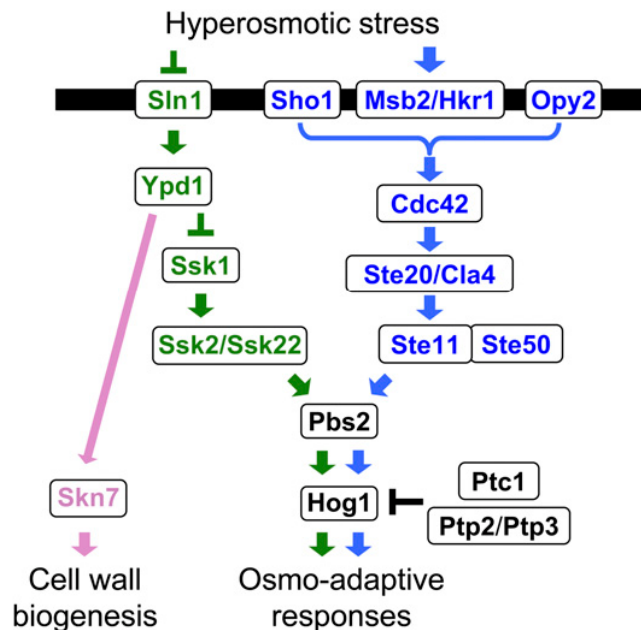 Hyperosmotic stress
Sln1
Sho1
Msb2/Hkr1
Opy2
Ypd1
Cdc42
Ssk1
Ste20/Cla4
Ssk2/Ssk22
Ste11
Ste50
Pbs2
Skn7
Hog1
Ptc1
Ptp2/Ptp3
Cell wall
biogenesis
Osmo-adaptive
responses